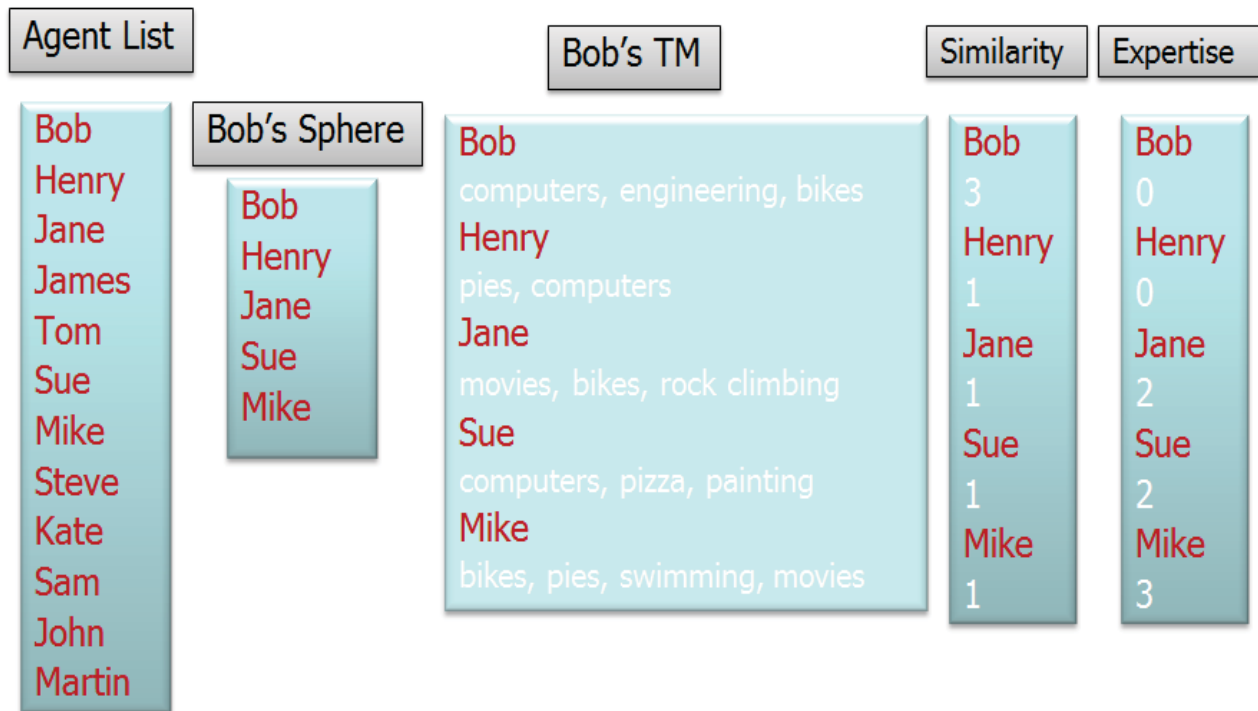 Agent List
Bob
Henry
Jane
James
Tom
Sue
Mike
Steve
Kate
Sam
John
Martin
Bob's Sphere
Bob
Henry
Jane
Sue
Mike
Bob's TM
Bob
computers, engineering, bikes
Henry
pies, computers
Jane
movies, bikes, rock climbing
Sue
computers, pizza, painting
Mike
bikes, pies, swimming, movies
Similarity
Bob
3
Henry
1
Jane
1
Sue
1
Mike
1
Expertise
Bob
0
Henry
0
Jane
2
Sue
2
Mike
3